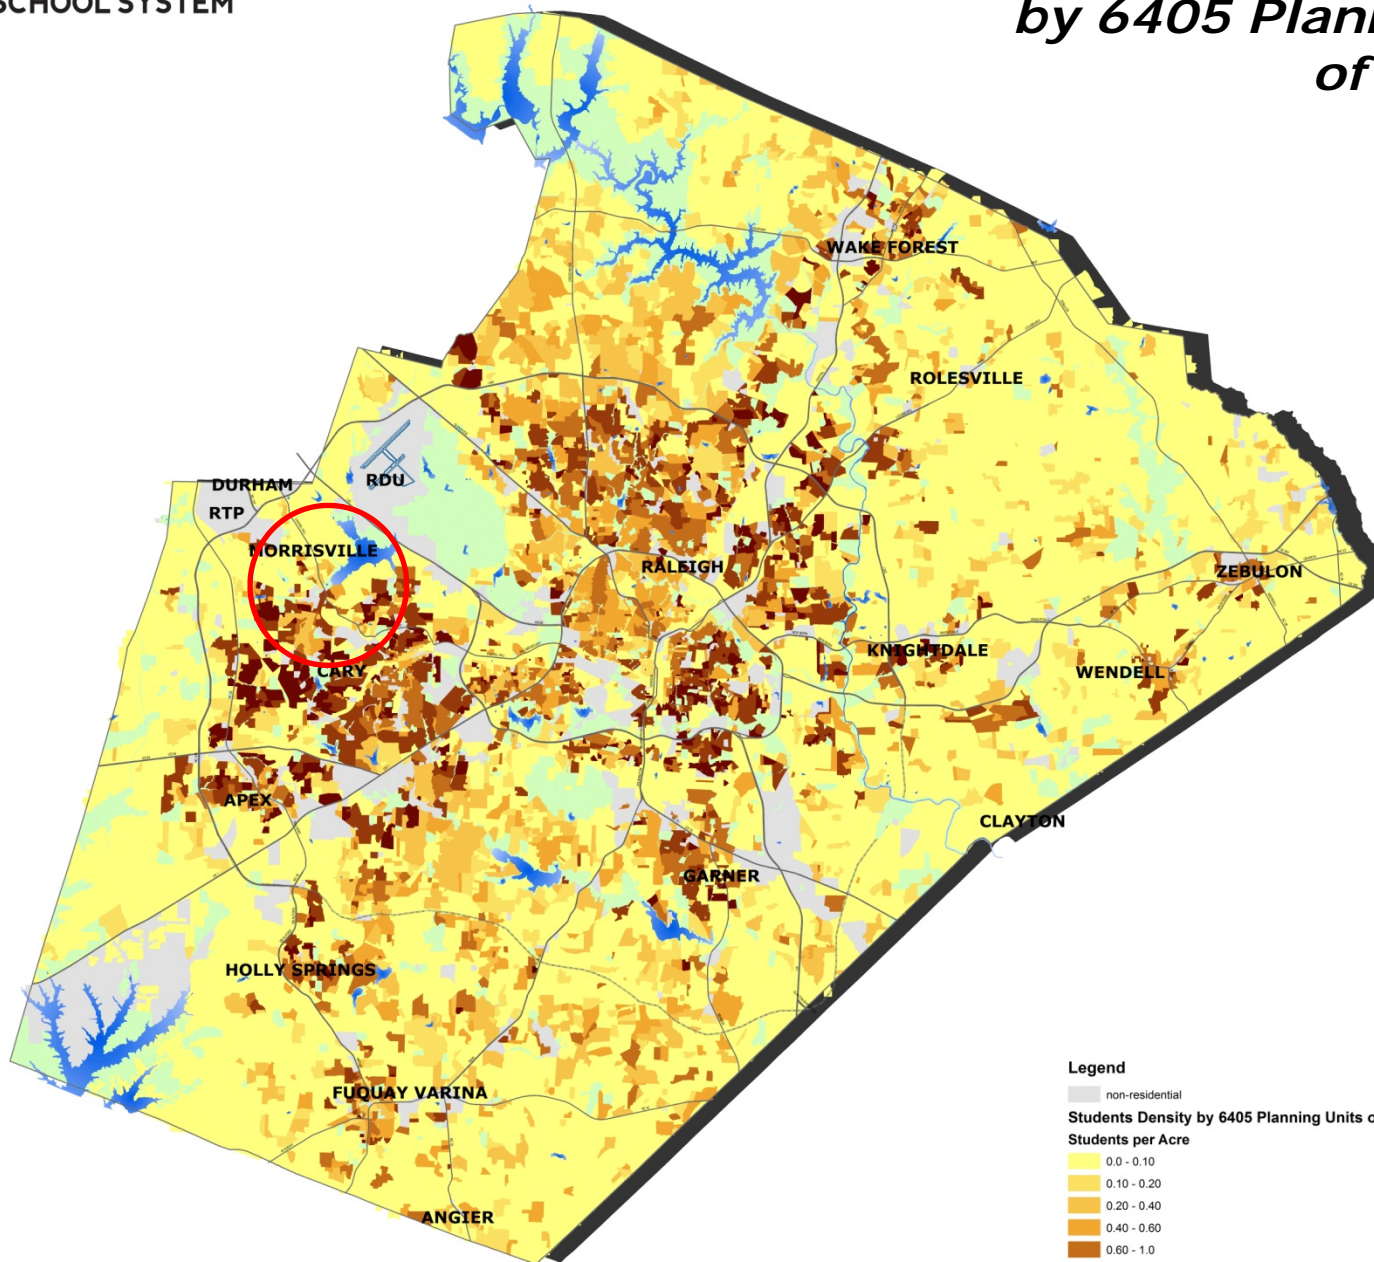 SCHOOL SYSTEM
by 6405 Plann
of
WAKE FOREST
ROLESVILLE
DURHAM
RDU
RTP
MORRISVILLE
RALEIGH
ZEBULON
KNIGHTDALE
WENDELL
CARY
APEX
CLAYTON
GARNER
HOLLY SPRINGS
FUQUAY VARINA
ANGIER
Legend
non-residential
Students Density by 6405 Planning Units o
Students per Acre
0.0 - 0.10
0.10 - 0.20
0.20 - 0.40
0.40 - 0.60
0.60 - 1.0